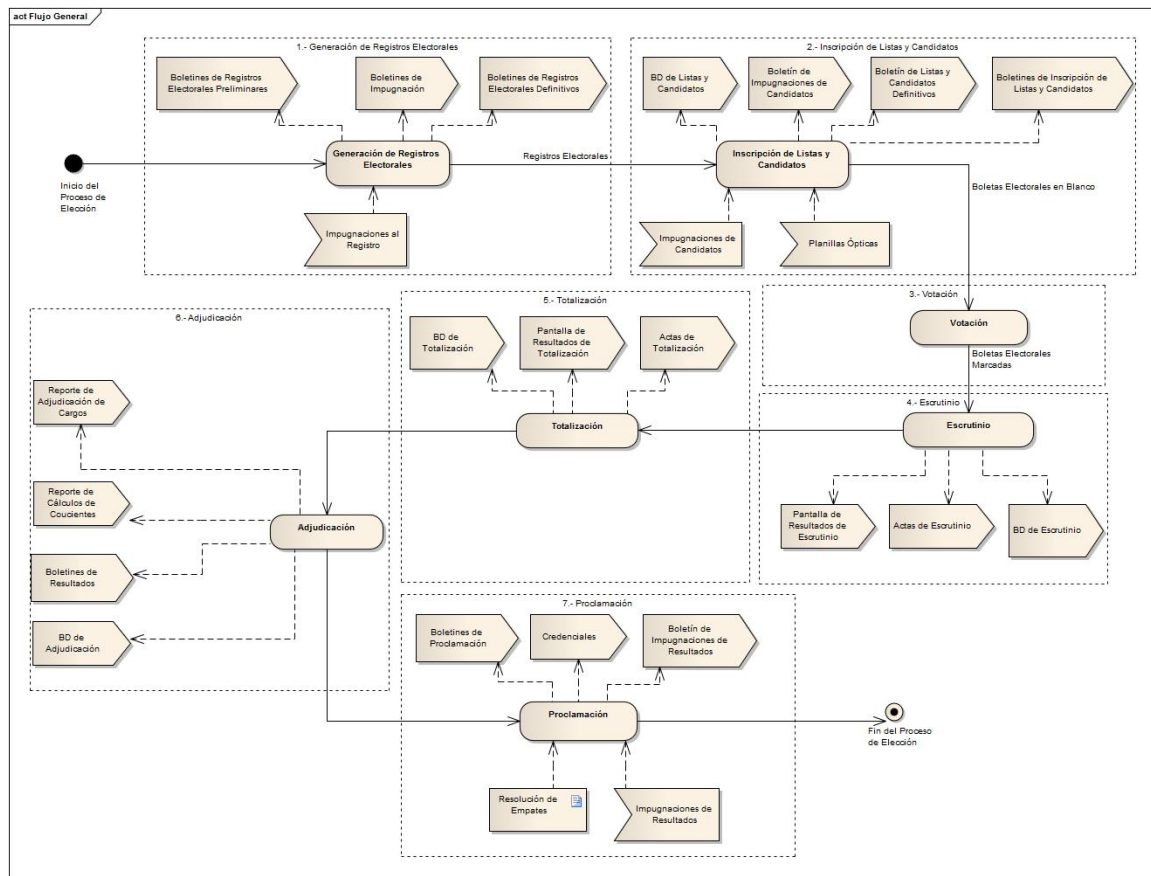 act Flujo General
1.- Generación de Registros Electorales
Boletines de Registros
Electorales Preliminares
Boletines de
Impugnación
Boletines de Registros
Electorales Definitivos
Generación de Registros
Electorales
Inicio del
Proceso de
Elección
Impugnaciones al
Registro
Registros Electorales
2.- Inscripción de Listas y Candidatos
BD de Listas y
Candidatos
Boletín de
Impugnaciones de
Candidatos
Boletín de Listas y
Candidatos
Definitivos
Boletines de Inscripción de
Listas y Candidatos
Inscripción de Listas y
Candidatos
Impugnaciones de
Candidatos
Planillas Ópticas
Boletas Electorales en Blanco
3.- Votación
Votación
Boletas Electorales
Marcadas
4.- Escrutinio
Escrutinio
Pantalla de
Resultados de
Escrutinio
Actas de Escrutinio
BD de Escrutinio
5.- Totalización
BD de
Totalización
Pantalla de
Resultados de
Totalización
Actas de
Totalización
Totalización
6.- Adjudicación
Reporte de
Adjudicación de
Cargos
Reporte de
Cálculos de
Coucientes
Boletines de
Resultados
BD de
Adjudicación
Adjudicación
7.- Proclamación
Boletines de
Proclamación
Credenciales
Boletín de
Impugnaciones de
Resultados
Proclamación
Resolución de
Empates
Impugnaciones de
Resultados
Fin del Proceso
de Elección